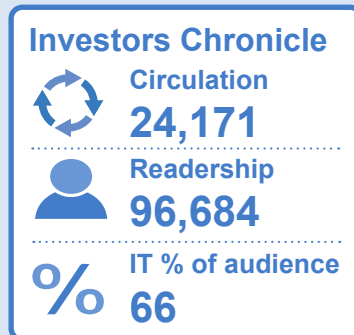 Investors Chronicle
Circulation
24,171
Readership
96,684
% IT % of audience
66